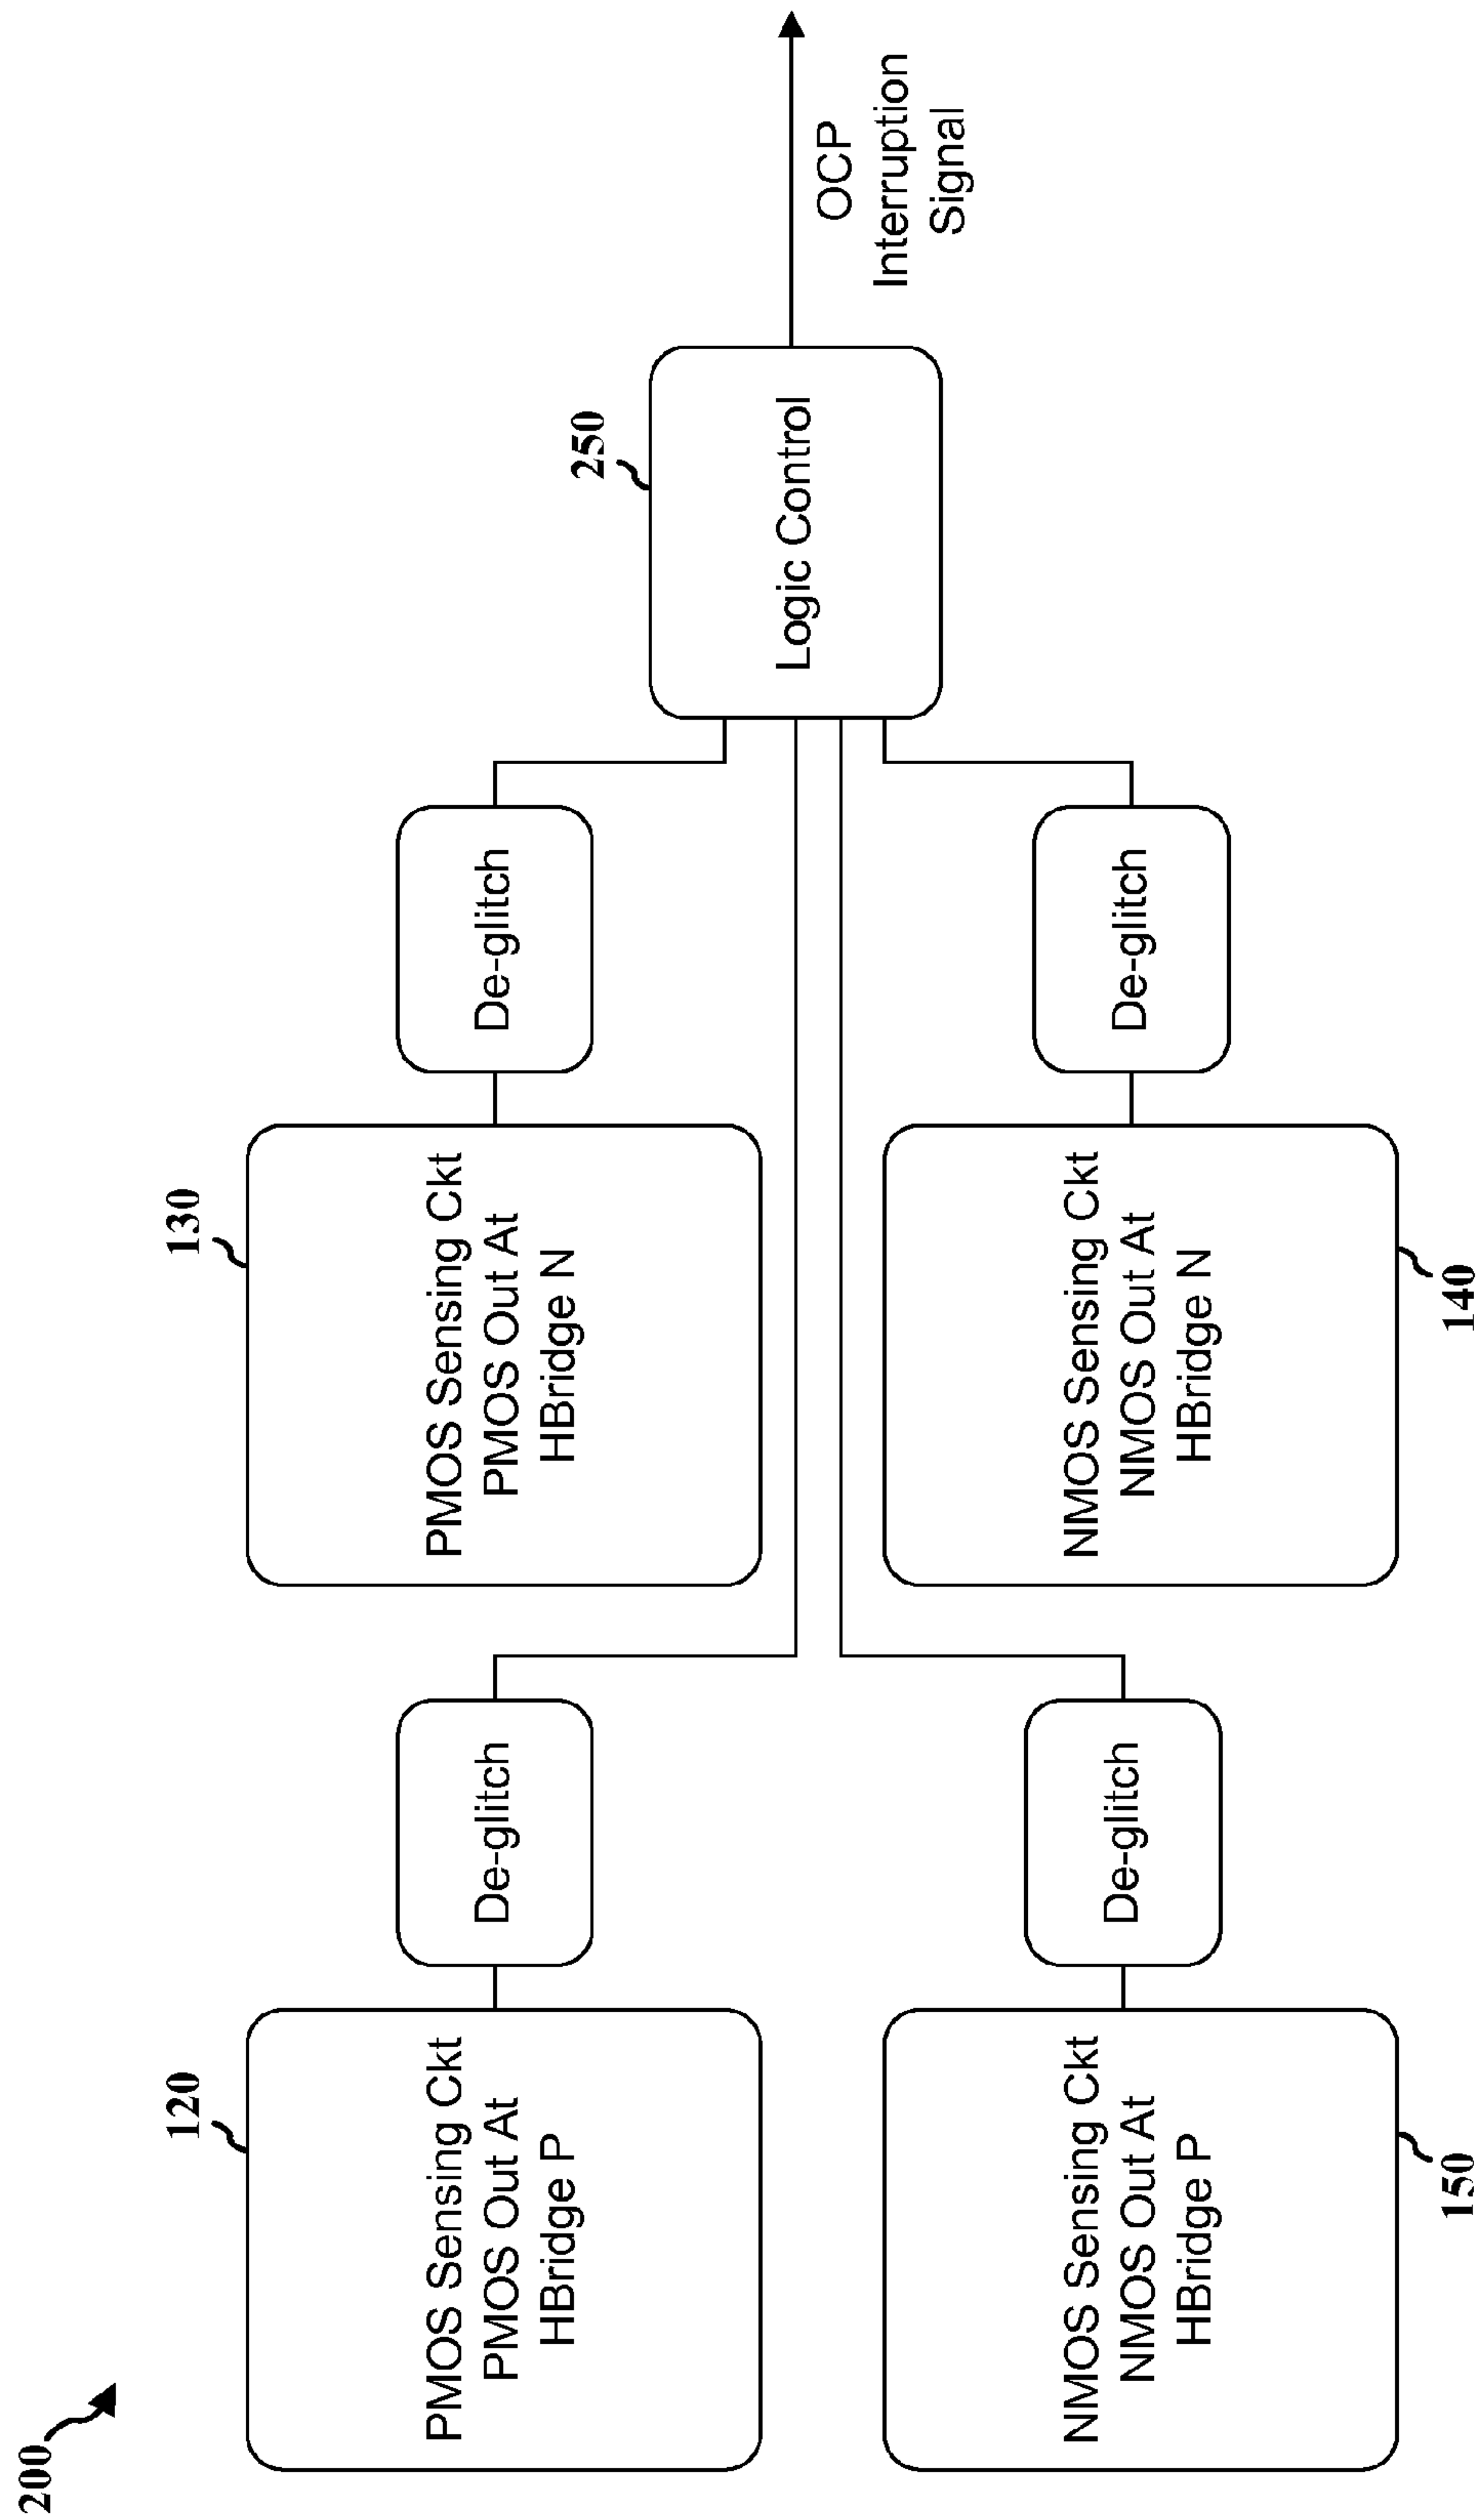 200
120
PMOS Sensing Ckt
PMOS Out At
HBridge P
De-glitch
130
PMOS Sensing Ckt
PMOS Out At
HBridge N
De-glitch
250
Logic Control
OCP
Interruption
Signal
NMOS Sensing Ckt
NMOS Out At
HBridge P
150
De-glitch
NMOS Sensing Ckt
NMOS Out At
HBridge N
140
De-glitch